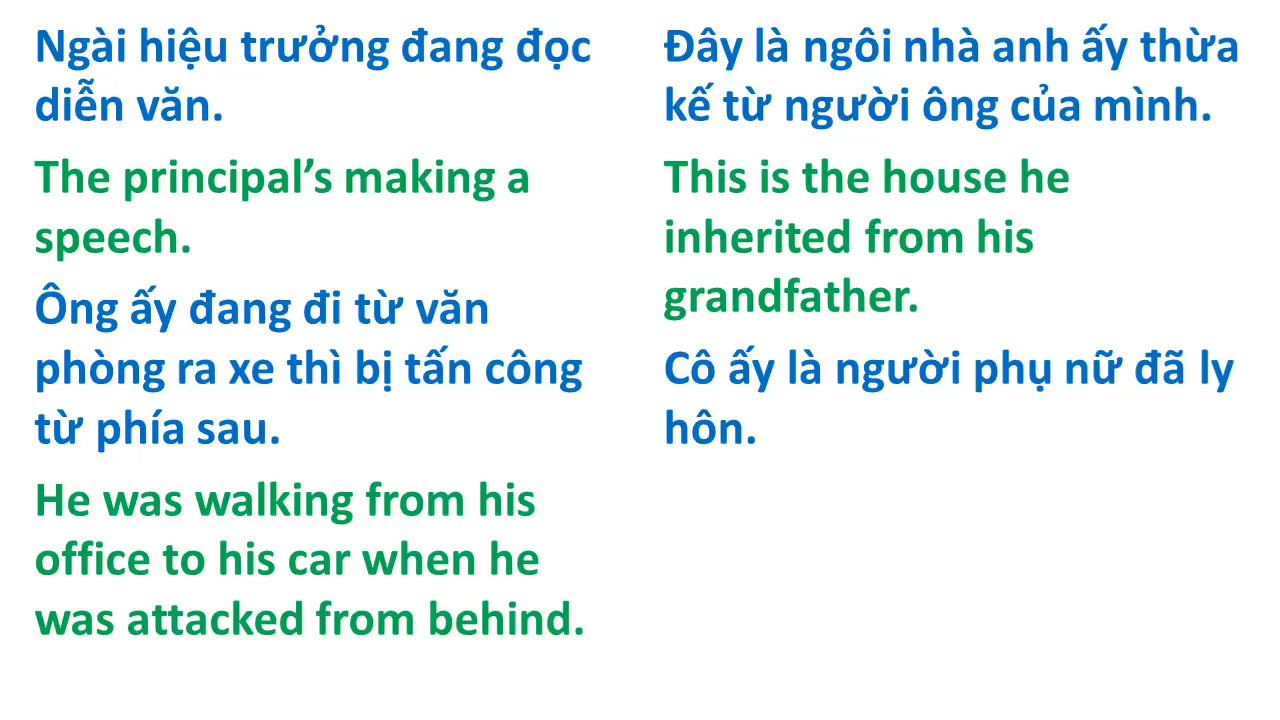 Ngài hiệu trưởng đang đọc
diễn văn.
The principal’s making a
speech.
Ông ấy đang đi từ văn
phòng ra xe thì bị tấn công
từ phía sau.
He was walking from his
office to his car when he
was attacked from behind.
Đây là ngôi nhà anh ấy thừa
kế từ người ông của mình.
This is the house he
inherited from his
grandfather.
Cô ấy là người phụ nữ đã ly
hôn.